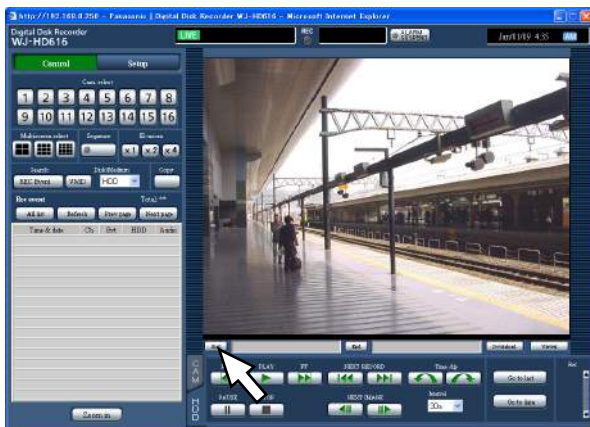 http://192.168.0.250 - Panasonic | Digital Disk Recorder WJ-HD616 - Microsoft Internet Explorer
Digital Disk Recorder
WJ-HD616
LIVE
REC
ALARM
SUSPEND
Jan/01/09 4:35 AM
Control
Setup
Cam. select
1 2 3 4 5 6 7 8
9 10 11 12 13 14 15 16
Multiscreen select
Sequence
El-zoom
x1 x2 x4
Search
Disk/Medium
Copy
REC Event
VMD
HDD
Rec event
Total:**
All list
Refresh
Prev page
Next page
Time & date Ch Evt HDD Audio
Zoom in
End
Download
Viewer
CAM
HDD
PLAY
FF
NEXT RECORD
Time slip
Go to last
PAUSE
NEXT IMAGE
Interval
30s
Go to date
Rec